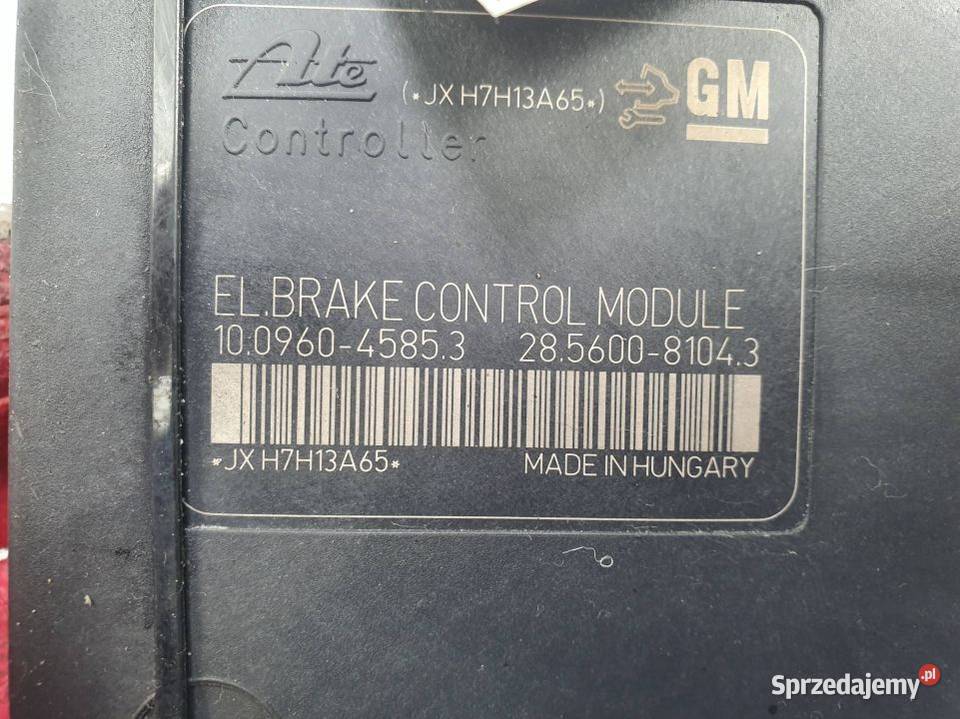 Ate
(*JX H7H13A65*)
GM
Controller
EL.BRAKE CONTROL MODULE
10.0960-4585.3 28.5600-8104.3
*JX H7H13A65*
MADE IN HUNGARY
Sprzedajemy.pl